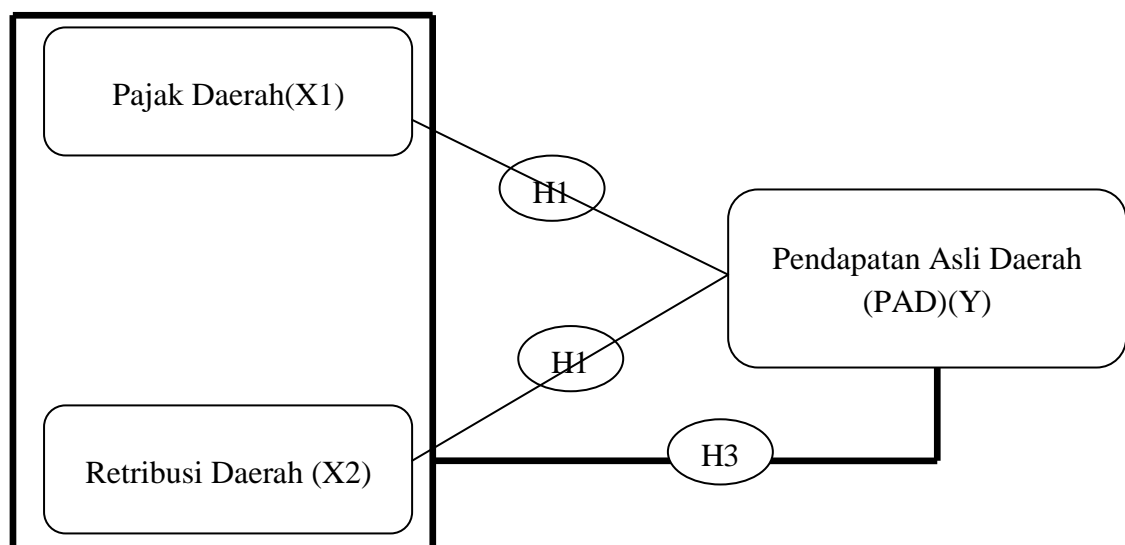 Pajak Daerah(X1)
H1
Pendapatan Asli Daerah
(PAD)(Y)
H1
H3
Retribusi Daerah (X2)